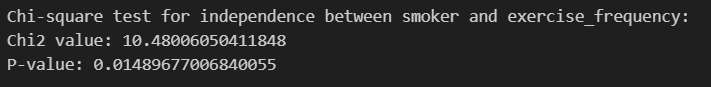 Chi-square test for independence between smoker and exercise_frequency:
Chi2 value: 10.48006050411848
P-value: 0.01489677006840055